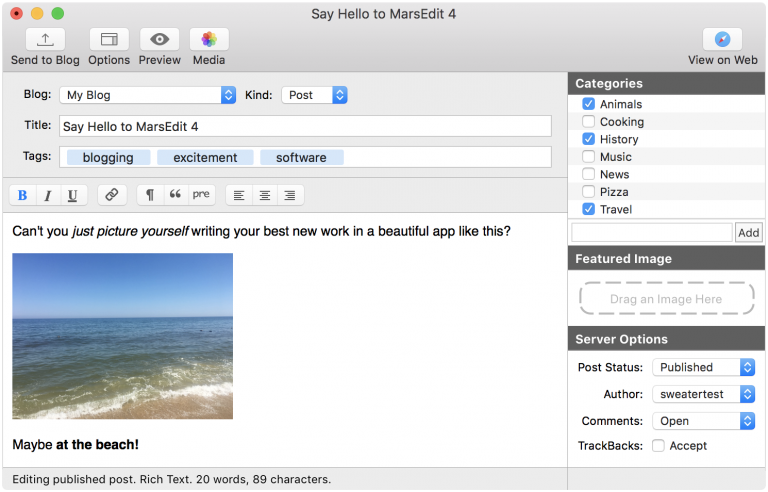 Say Hello to MarsEdit 4
Send to Blog Options Preview Media View on Web
Blog: My Blog Kind: Post
Title: Say Hello to MarsEdit 4
Tags: blogging excitement software
B I U ¶ “ pre
Can't you just picture yourself writing your best new work in a beautiful app like this?
Maybe at the beach!
Editing published post. Rich Text. 20 words, 89 characters.
Categories
Animals
Cooking
History
Music
News
Pizza
Travel
Add
Featured Image
Drag an Image Here
Server Options
Post Status: Published
Author: sweatertest
Comments: Open
TrackBacks: Accept